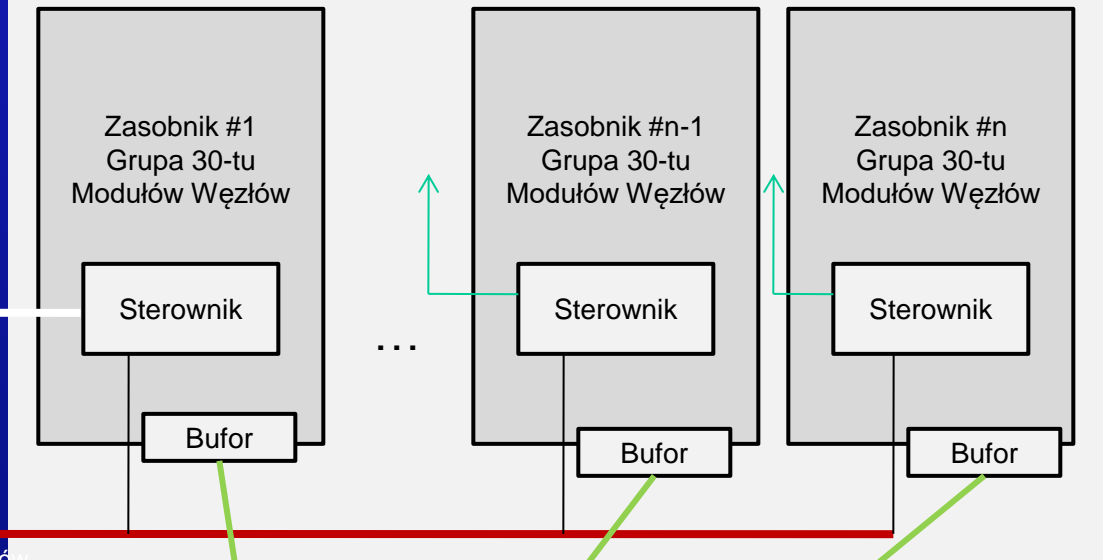 Zasobnik #1
Grupa 30-tu
Modułów Węzłów
Sterownik
Bufor
...
Zasobnik #n-1
Grupa 30-tu
Modułów Węzłów
Sterownik
Bufor
Zasobnik #n
Grupa 30-tu
Modułów Węzłów
Sterownik
Bufor